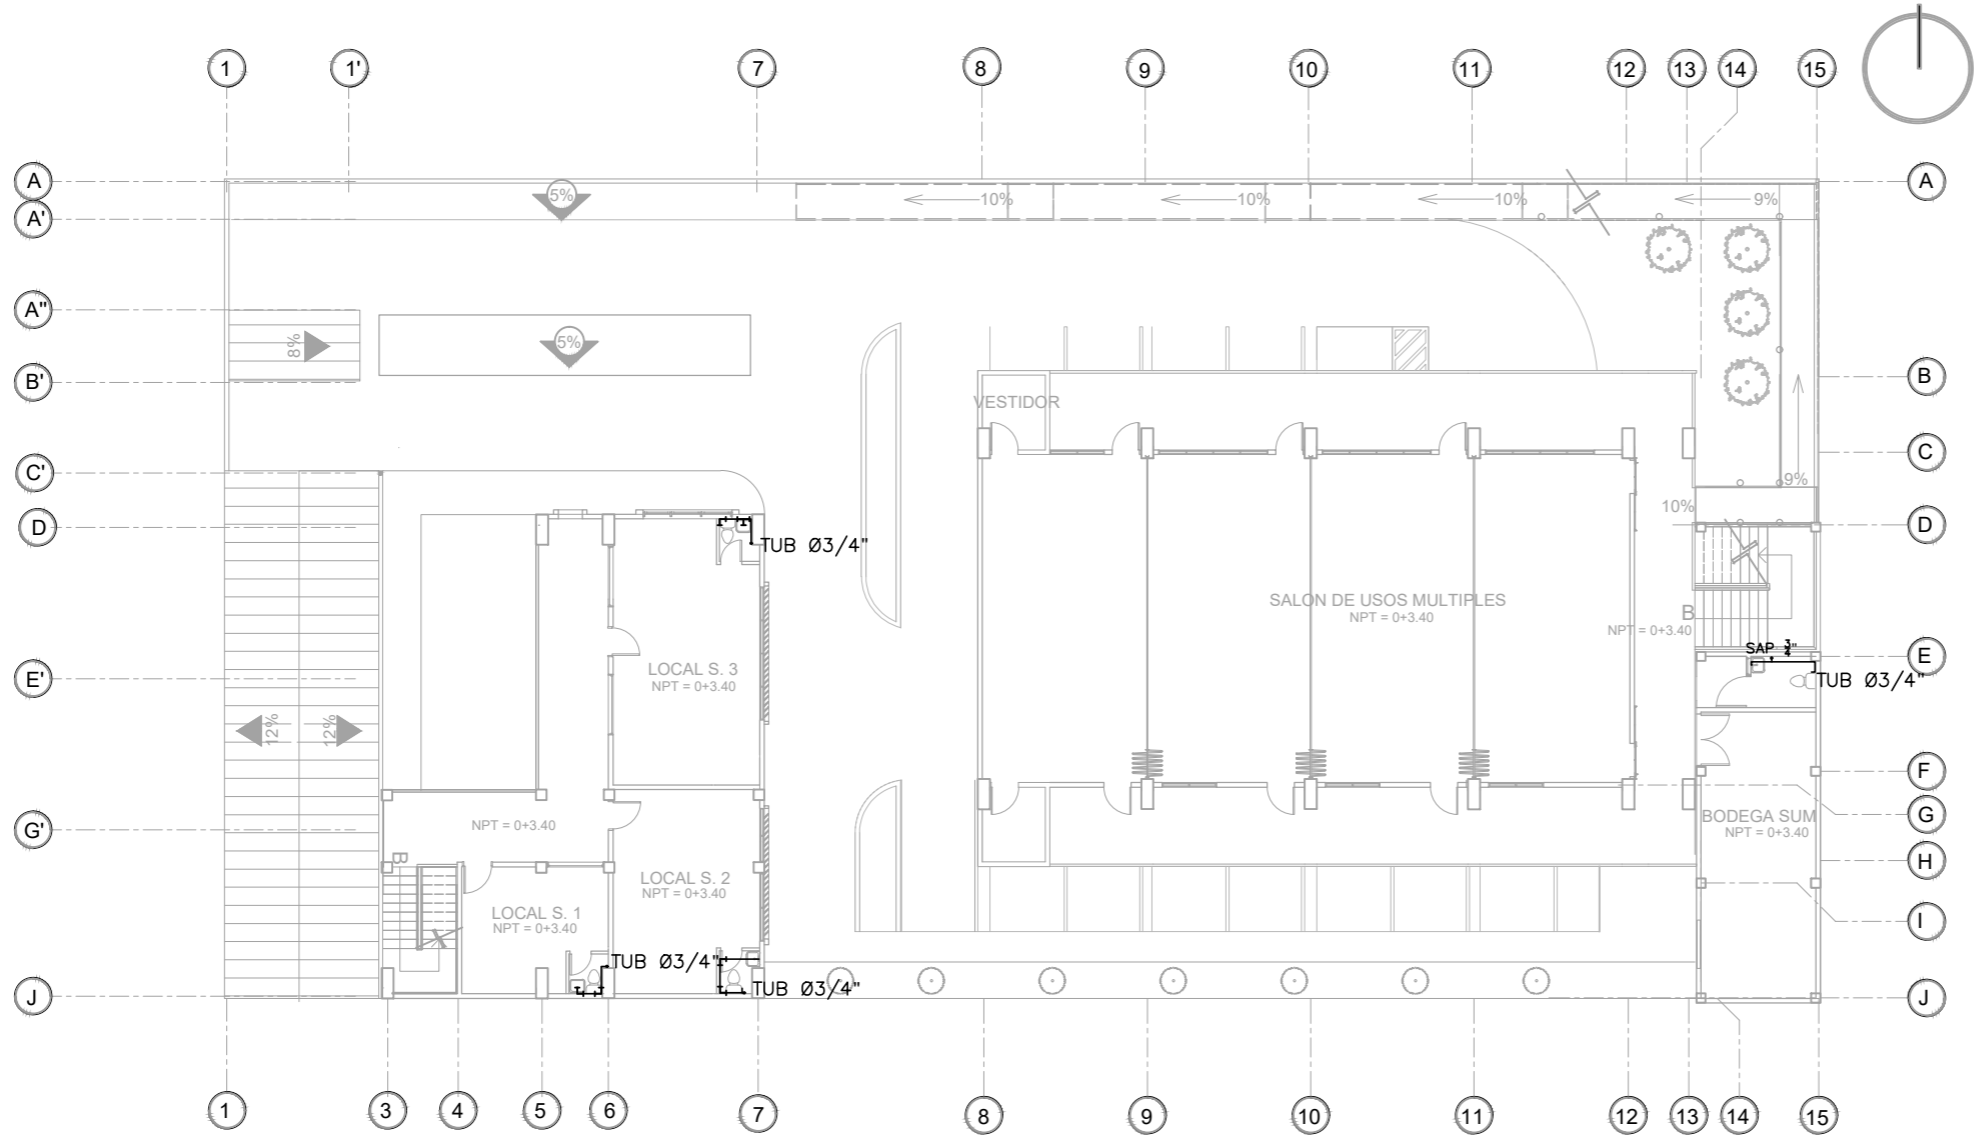 1 1' 7 8 9 10 11 12 13 14 15
A A
A'
5%
10% 10% 10% 9%
A"
8%
5%
B' B
VESTIDOR
C' C
9%
10%
D D
TUB Ø3/4"
SALON DE USOS MULTIPLES
NPT = 0+3.40
B
NPT = 0+3.40
SAP 3/4"
E' E
LOCAL S. 3
NPT = 0+3.40
TUB Ø3/4"
12% 12%
F
G
BODEGA SUM
NPT = 0+3.40
G'
NPT = 0+3.40
B
H
LOCAL S. 2
NPT = 0+3.40
LOCAL S. 1
NPT = 0+3.40
I
TUB Ø3/4"
TUB Ø3/4"
J J
1 3 4 5 6 7 8 9 10 11 12 13 14 15